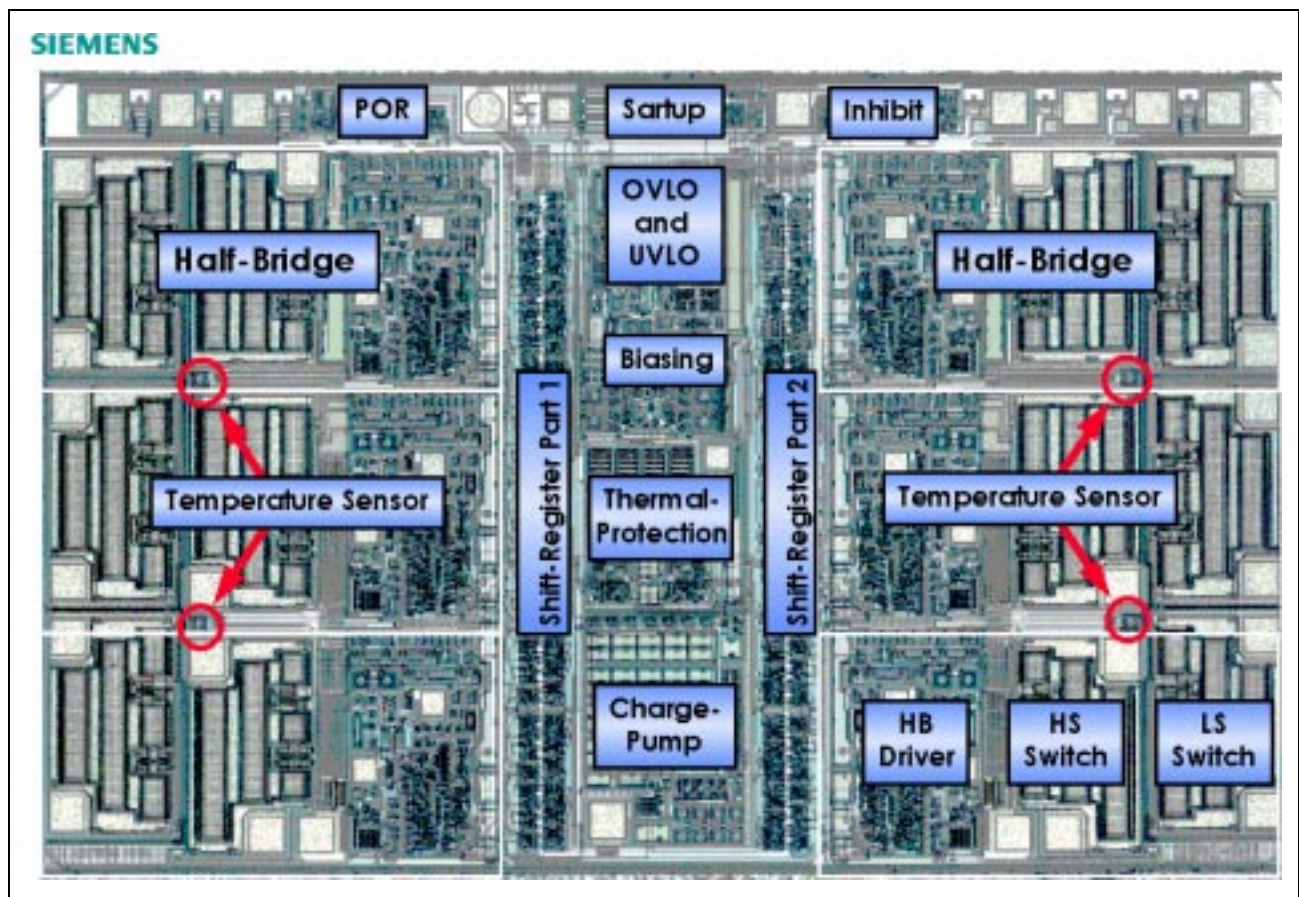 SIEMENS
POR
Sartup
Inhibit
OVLO
and
UVLO
Half-Bridge
Half-Bridge
Biasing
Shift-Register Part 1
Shift-Register Part 2
Temperature Sensor
Thermal-
Protection
Temperature Sensor
Charge-
Pump
HB
Driver
HS
Switch
LS
Switch